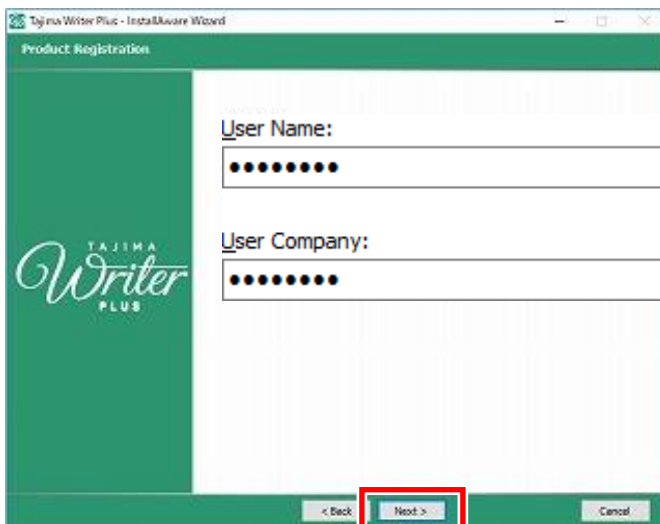 Tajima Writer Plus - InstallAware Wizard
Product Registration
User Name:
●●●●●●●●
User Company:
●●●●●●●●
TAJIMA
Writer
PLUS
< Back
Next >
Cancel